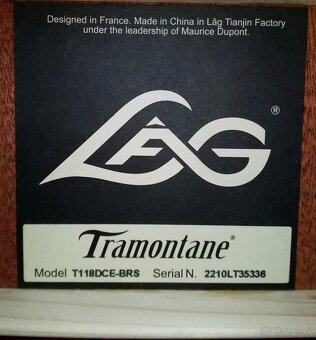 Designed in France. Made in China in Lâg Tianjin Factory
under the leadership of Maurice Dupont.
LÂG ®
Tramontane®
Model T118DCE-BRS Serial N. 2210LT35336